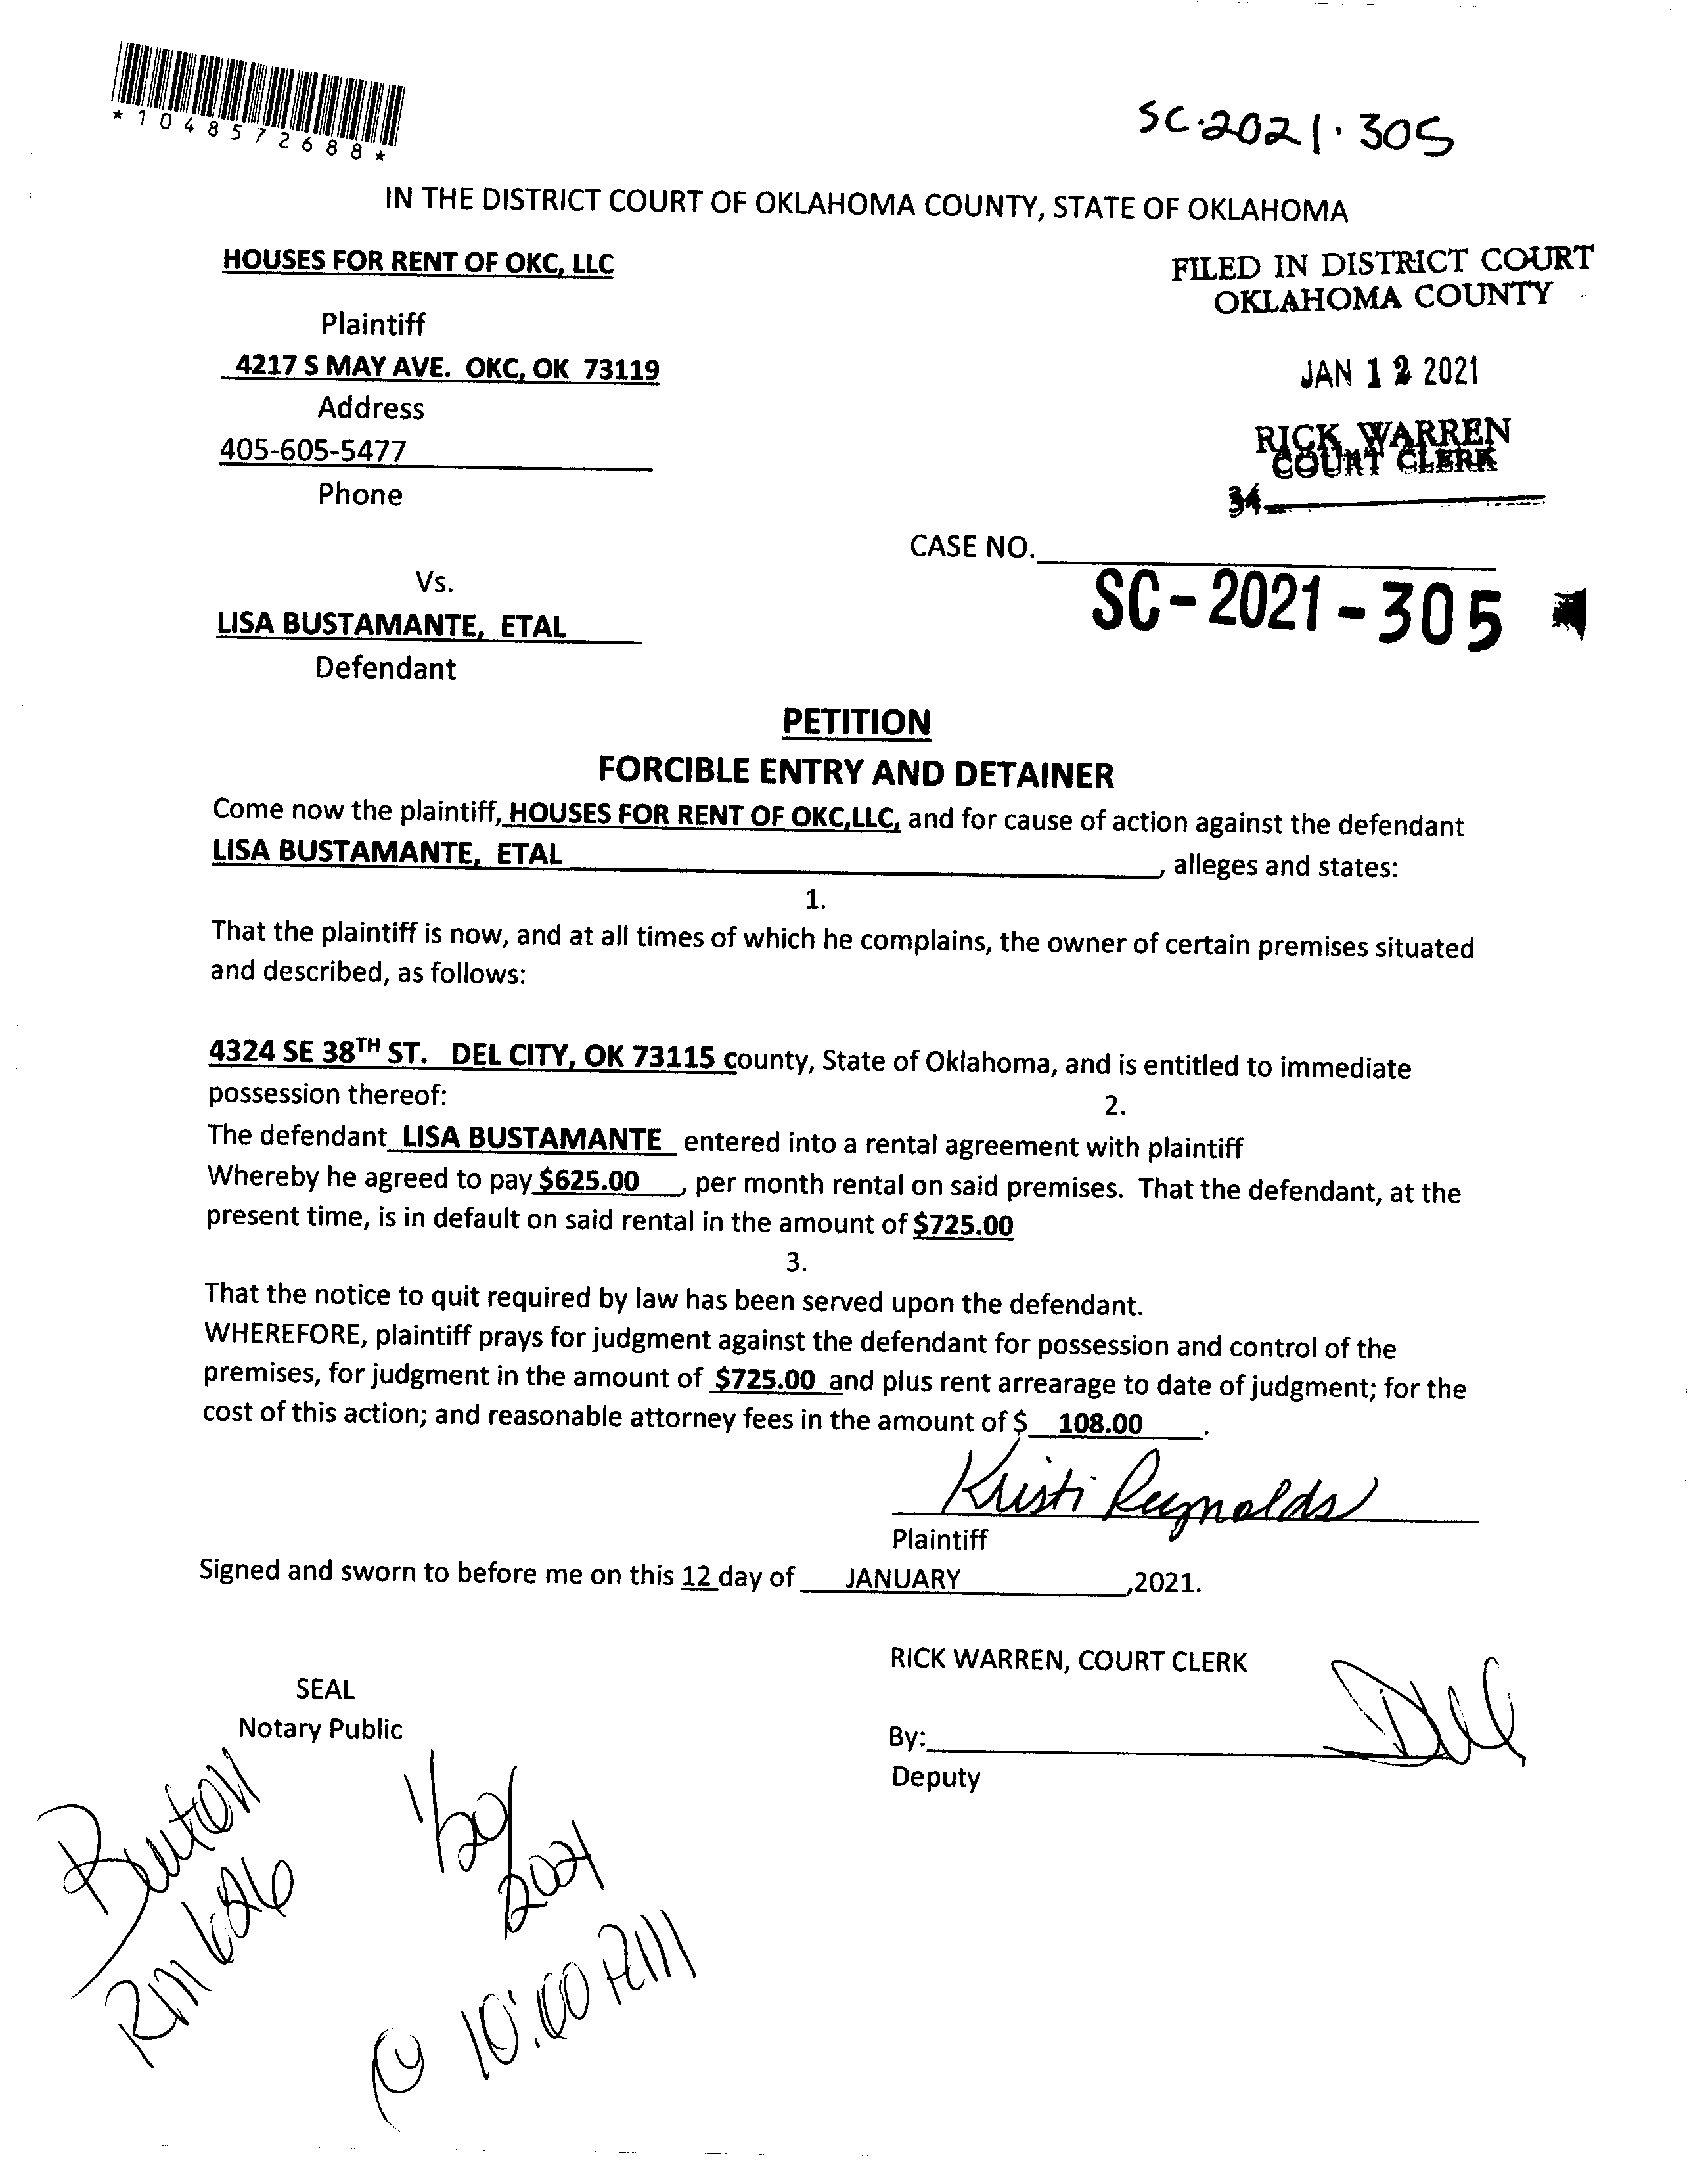 *1048572688*
SC.2021.305
IN THE DISTRICT COURT OF OKLAHOMA COUNTY, STATE OF OKLAHOMA
HOUSES FOR RENT OF OKC, LLC
Plaintiff
4217 S MAY AVE. OKC, OK 73119
Address
405-605-5477
Phone
FILED IN DISTRICT COURT
OKLAHOMA COUNTY
JAN 12 2021
RICK WARREN
COURT CLERK
34
CASE NO.
SC-2021-305
Vs.
LISA BUSTAMANTE, ETAL
Defendant
PETITION
FORCIBLE ENTRY AND DETAINER
Come now the plaintiff, HOUSES FOR RENT OF OKC,LLC, and for cause of action against the defendant
LISA BUSTAMANTE, ETAL , alleges and states:
1.
That the plaintiff is now, and at all times of which he complains, the owner of certain premises situated
and described, as follows:
4324 SE 38TH ST. DEL CITY, OK 73115 county, State of Oklahoma, and is entitled to immediate
possession thereof:
2.
The defendant LISA BUSTAMANTE entered into a rental agreement with plaintiff
Whereby he agreed to pay $625.00 , per month rental on said premises. That the defendant, at the
present time, is in default on said rental in the amount of $725.00
3.
That the notice to quit required by law has been served upon the defendant.
WHEREFORE, plaintiff prays for judgment against the defendant for possession and control of the
premises, for judgment in the amount of $725.00 and plus rent arrearage to date of judgment; for the
cost of this action; and reasonable attorney fees in the amount of $ 108.00 .
Kristi Reynolds
Plaintiff
Signed and sworn to before me on this 12 day of JANUARY ,2021.
RICK WARREN, COURT CLERK
SEAL
Notary Public
By:
Deputy
RM 626
1/20/
2021
@ 10:00 AM